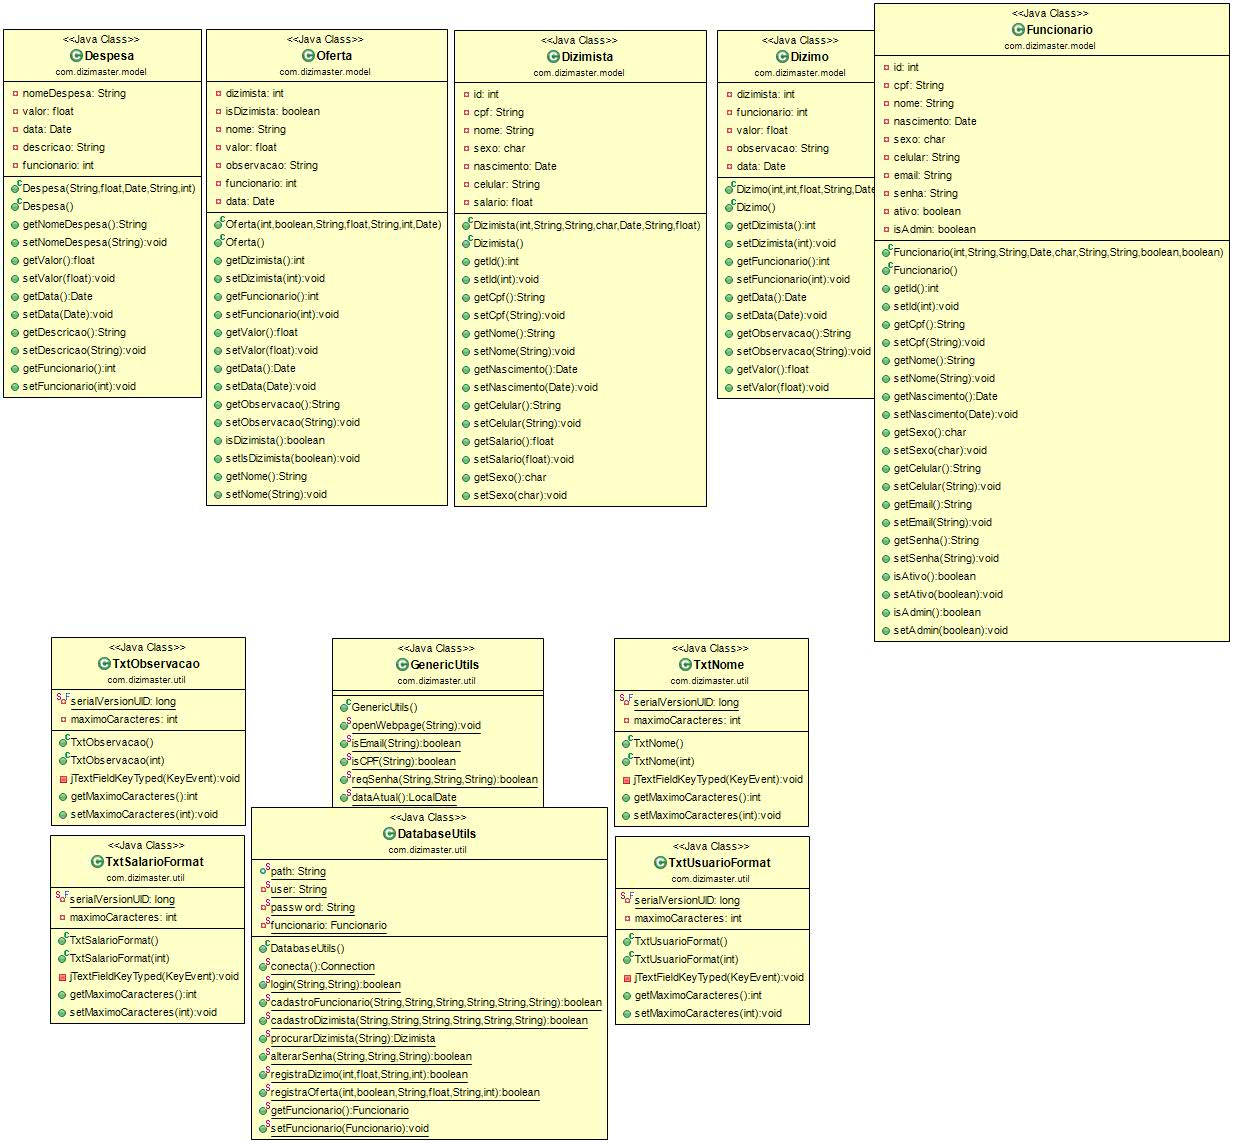 <<Java Class>>
Despesa
com.dizimaster.model
nomeDespesa: String
valor: float
data: Date
descricao: String
funcionario: int
Despesa(String,float,Date,String,int)
Despesa()
getNomeDespesa():String
setNomeDespesa(String):void
getValor():float
setValor(float):void
getData():Date
setData(Date):void
getDescricao():String
setDescricao(String):void
getFuncionario():int
setFuncionario(int):void
<<Java Class>>
Oferta
com.dizimaster.model
dizimista: int
isDizimista: boolean
nome: String
valor: float
observacao: String
funcionario: int
data: Date
Oferta(int,boolean,String,float,String,int,Date)
Oferta()
getDizimista():int
setDizimista(int):void
getFuncionario():int
setFuncionario(int):void
getValor():float
setValor(float):void
getData():Date
setData(Date):void
getObservacao():String
setObservacao(String):void
isDizimista():boolean
setIsDizimista(boolean):void
getNome():String
setNome(String):void
<<Java Class>>
Dizimista
com.dizimaster.model
id: int
cpf: String
nome: String
sexo: char
nascimento: Date
celular: String
salario: float
Dizimista(int,String,String,char,Date,String,float)
Dizimista()
getId():int
setId(int):void
getCpf():String
setCpf(String):void
getNome():String
setNome(String):void
getNascimento():Date
setNascimento(Date):void
getCelular():String
setCelular(String):void
getSalario():float
setSalario(float):void
getSexo():char
setSexo(char):void
<<Java Class>>
Dizimo
com.dizimaster.model
dizimista: int
funcionario: int
valor: float
observacao: String
data: Date
Dizimo(int,int,float,String,Date
Dizimo()
getDizimista():int
setDizimista(int):void
getFuncionario():int
setFuncionario(int):void
getData():Date
setData(Date):void
getObservacao():String
setObservacao(String):void
getValor():float
setValor(float):void
<<Java Class>>
Funcionario
com.dizimaster.model
id: int
cpf: String
nome: String
nascimento: Date
sexo: char
celular: String
email: String
senha: String
ativo: boolean
isAdmin: boolean
Funcionario(int,String,String,Date,char,String,String,boolean,boolean)
Funcionario()
getId():int
setId(int):void
getCpf():String
setCpf(String):void
getNome():String
setNome(String):void
getNascimento():Date
setNascimento(Date):void
getSexo():char
setSexo(char):void
getCelular():String
setCelular(String):void
getEmail():String
setEmail(String):void
getSenha():String
setSenha(String):void
isAtivo():boolean
setAtivo(boolean):void
isAdmin():boolean
setAdmin(boolean):void
<<Java Class>>
TxtObservacao
com.dizimaster.util
serialVersionUID: long
maximoCaracteres: int
TxtObservacao()
TxtObservacao(int)
jTextFieldKeyTyped(KeyEvent):void
getMaximoCaracteres():int
setMaximoCaracteres(int):void
<<Java Class>>
GenericUtils
com.dizimaster.util
GenericUtils()
openWebpage(String):void
isEmail(String):boolean
isCPF(String):boolean
reqSenha(String,String,String):boolean
dataAtual():LocalDate
<<Java Class>>
TxtNome
com.dizimaster.util
serialVersionUID: long
maximoCaracteres: int
TxtNome()
TxtNome(int)
jTextFieldKeyTyped(KeyEvent):void
getMaximoCaracteres():int
setMaximoCaracteres(int):void
<<Java Class>>
TxtSalarioFormat
com.dizimaster.util
serialVersionUID: long
maximoCaracteres: int
TxtSalarioFormat()
TxtSalarioFormat(int)
jTextFieldKeyTyped(KeyEvent):void
getMaximoCaracteres():int
setMaximoCaracteres(int):void
<<Java Class>>
DatabaseUtils
com.dizimaster.util
path: String
user: String
password: String
funcionario: Funcionario
DatabaseUtils()
conecta():Connection
login(String,String):boolean
cadastroFuncionario(String,String,String,String,String,String):boolean
cadastroDizimista(String,String,String,String,String,String):boolean
procurarDizimista(String):Dizimista
alterarSenha(String,String,String):boolean
registraDizimo(int,float,String,int):boolean
registraOferta(int,boolean,String,float,String,int):boolean
getFuncionario():Funcionario
setFuncionario(Funcionario):void
<<Java Class>>
TxtUsuarioFormat
com.dizimaster.util
serialVersionUID: long
maximoCaracteres: int
TxtUsuarioFormat()
TxtUsuarioFormat(int)
jTextFieldKeyTyped(KeyEvent):void
getMaximoCaracteres():int
setMaximoCaracteres(int):void